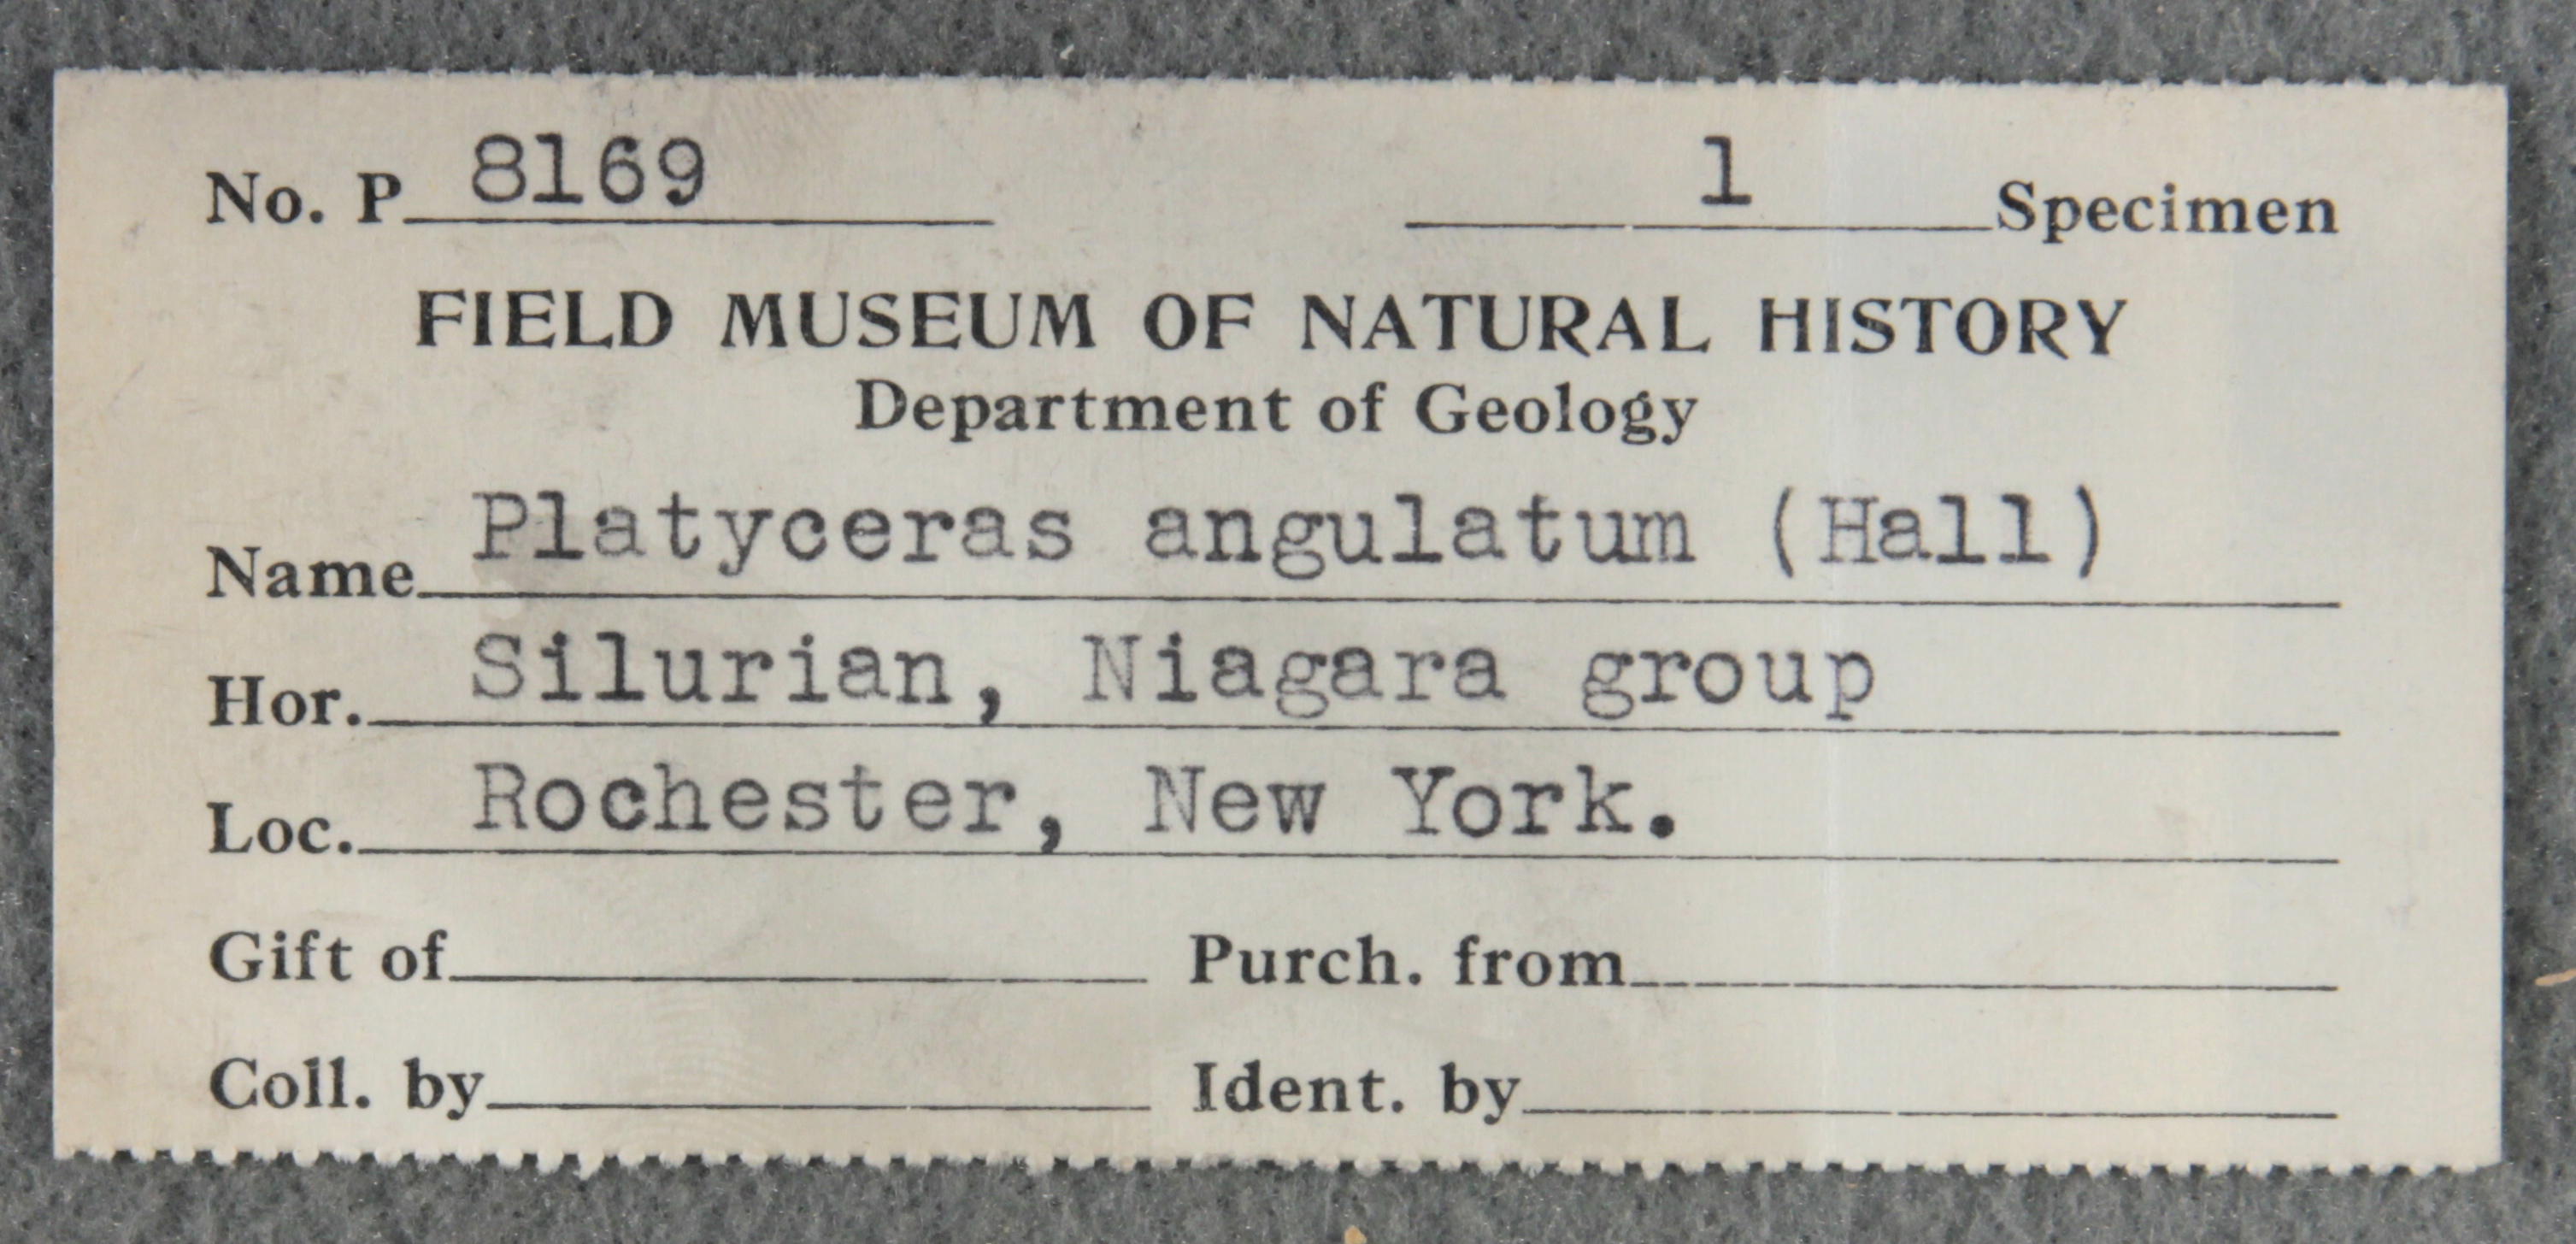 No. P 8169 1 Specimen
FIELD MUSEUM OF NATURAL HISTORY
Department of Geology
Name Platyceras angulatum (Hall)
Hor. Silurian, Niagara group
Loc. Rochester, New York.
Gift of Purch. from
Coll. by Ident. by